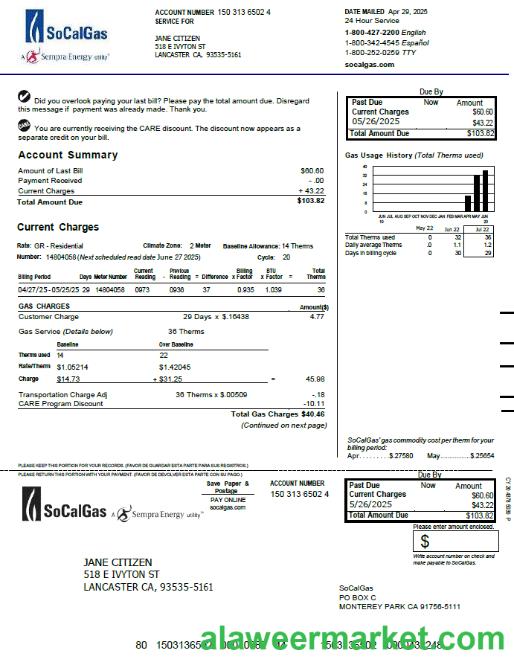 SoCalGas
A Sempra Energy utility
ACCOUNT NUMBER 150 313 6502 4
SERVICE FOR
JANE CITIZEN
518 E IVYTON ST
LANCASTER CA, 93535-5161
DATE MAILED Apr 29, 2025
24 Hour Service
1-800-427-2200 English
1-800-342-4545 Español
1-800-252-0259 TTY
socalgas.com
Did you overlook paying your last bill? Please pay the total amount due. Disregard
this message if payment was already made. Thank you.
You are currently receiving the CARE discount. The discount now appears as a
separate credit on your bill.
Due By
Past Due Now Amount $60.60
Current Charges 05/26/2025 $43.22
Total Amount Due $103.82
Account Summary
Amount of Last Bill $60.60
Payment Received - .00
Current Charges + 43.22
Total Amount Due $103.82
Gas Usage History (Total Therms used)
JUN JUL AUG SEP OCT NOV DEC JAN FEB MAR APR MAY JUN
May 22 Jun 22 Jul 22
Total Therms used 0 32 36
Daily average Therms .0 1.1 1.2
Days in billing cycle 0 30 29
Current Charges
Rate: GR - Residential Climate Zone: 2 Meter Baseline Allowance: 14 Therms
Number: 14804058 (Next scheduled read date June 27 2025) Cycle: 20
Billing Period Days Meter Number Current Reading - Previous Reading = Difference x Billing Factor x BTU Factor = Total Therms
04/27/25-05/25/25 29 14804058 0973 0936 37 0.935 1.039 36
GAS CHARGES Amount($)
Customer Charge 29 Days x $.16438 4.77
Gas Service (Details below) 36 Therms
Baseline Over Baseline
Therms used 14 22
Rate/Therm $1.05214 $1.42045
Charge $14.73 + $31.25 = 45.98
Transportation Charge Adj 36 Therms x $.00509 -.18
CARE Program Discount -10.11
Total Gas Charges $40.46
(Continued on next page)
SoCalGas' gas commodity cost per therm for your
billing period:
Apr.........$.27580 May..........$.25654
PLEASE KEEP THIS PORTION FOR YOUR RECORDS. (FAVOR DE GUARDAR ESTA PARTE PARA SUS REGISTROS.)
PLEASE RETURN THIS PORTION WITH YOUR PAYMENT. (FAVOR DE DEVOLVER ESTA PARTE CON SU PAGO.)
SoCalGas
A Sempra Energy utility
Save Paper &
Postage
PAY ONLINE
socalgas.com
ACCOUNT NUMBER
150 313 6502 4
Due By
Past Due Now Amount $60.60
Current Charges 5/26/2025 $43.22
Total Amount Due $103.82
Please enter amount enclosed.
$
Write account number on check and
make payable to SoCalGas.
JANE CITIZEN
518 E IVYTON ST
LANCASTER CA, 93535-5161
SoCalGas
PO BOX C
MONTEREY PARK CA 91756-5111
alaweermarket.com